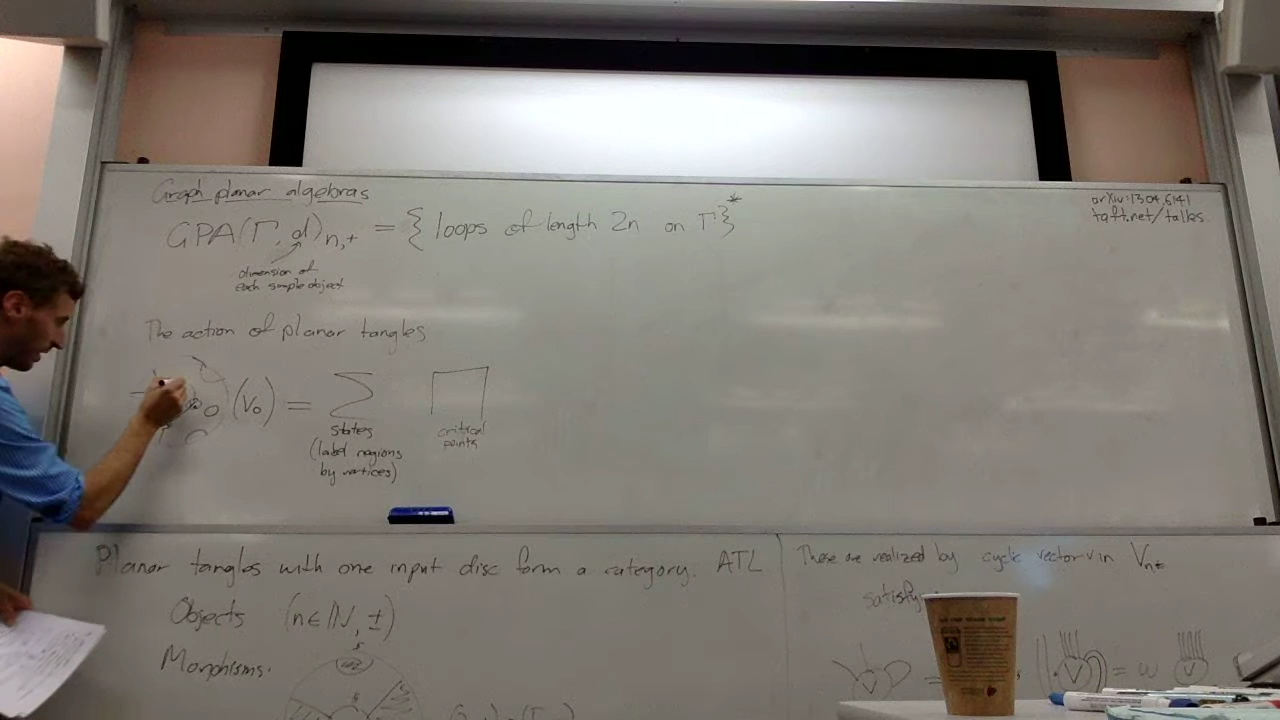 Graph planar algebras
GPA(Γ, d)n,+ = { loops of length 2n on Γ }*
dimension of
each simple object
arXiv:1304.6141
taft.net/talks
The action of planar tangles
(V₀) = Σ ∏
states
(label regions
by vertices)
critical
points
Planar tangles with one input disc form a category. ATL
Objects (n ∈ ℕ, ±)
Morphisms.
These are realized by cyclic vector v in Vn±
satisfy
V = V = ω V